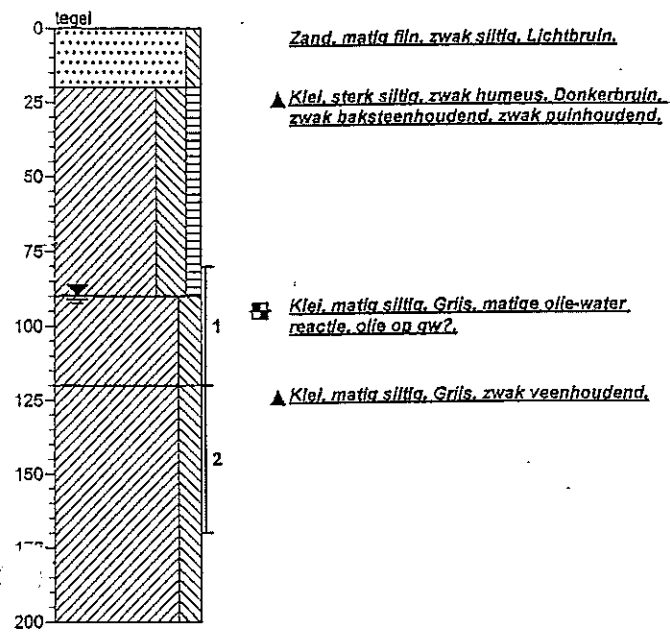 tegel
0
Zand, matig fiin, zwak siltig, Lichtbruin,
25
Klei, sterk siltig, zwak humeus, Donkerbruin,
zwak baksteenhoudend, zwak puinhoudend,
50
75
Klei, matig siltig, Grijs, matige olie-water
reactie, olie op gw?,
100
1
125
Klei, matig siltig, Grijs, zwak veenhoudend,
150
2
200